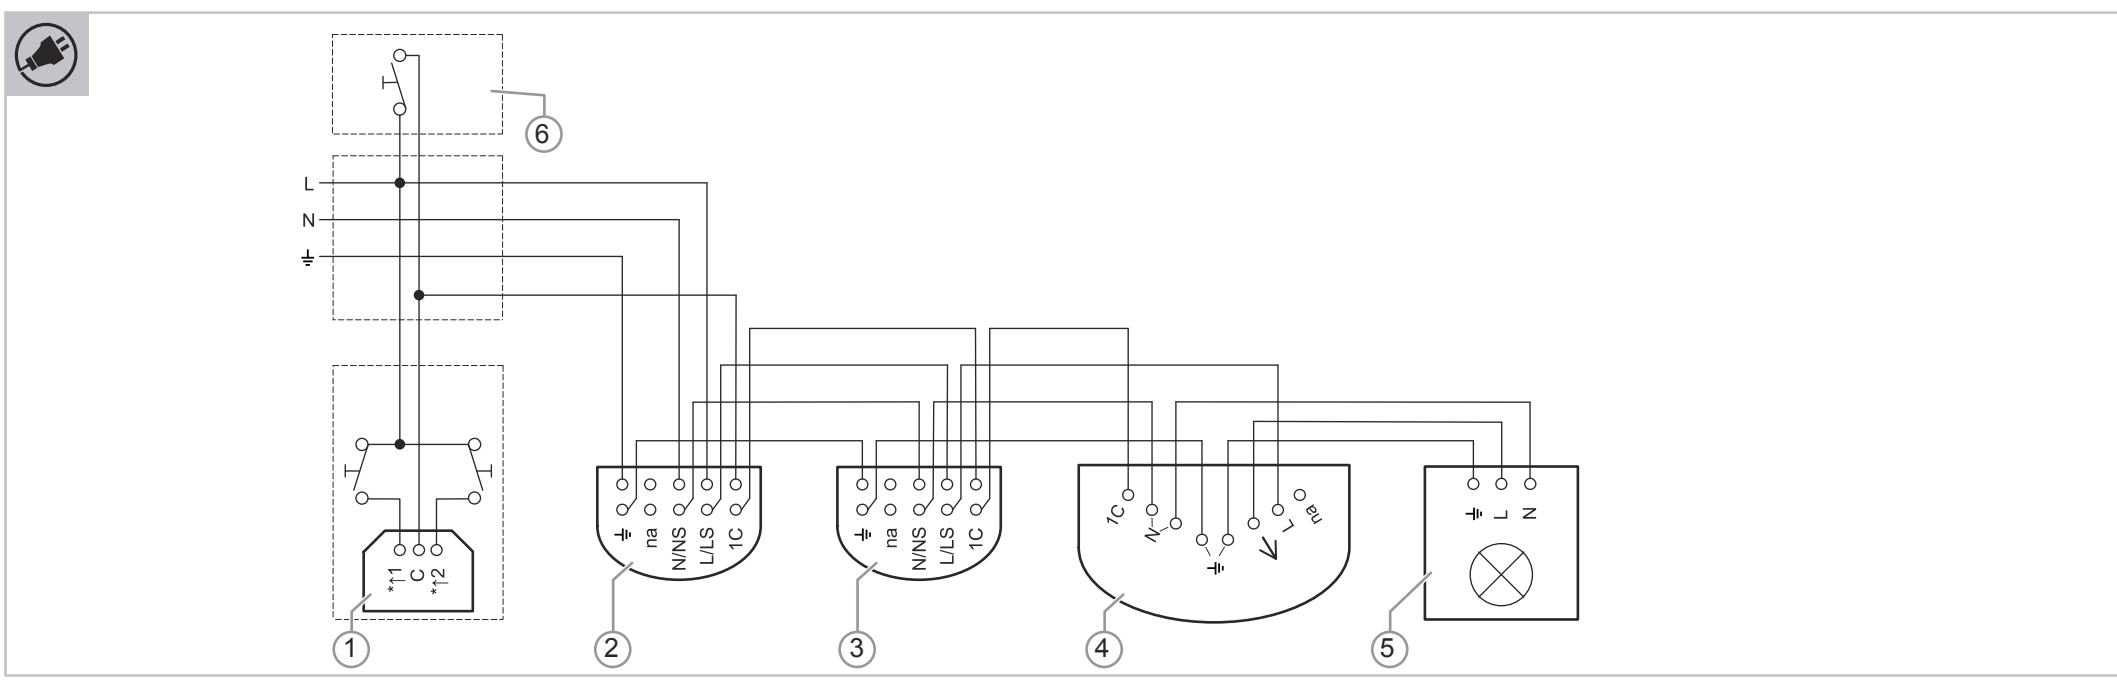 6
L
N
*↑1 C *↑2
na N/NS L/LS 1C
na N/NS L/LS 1C
1C N L na
L N
1 2 3 4 5